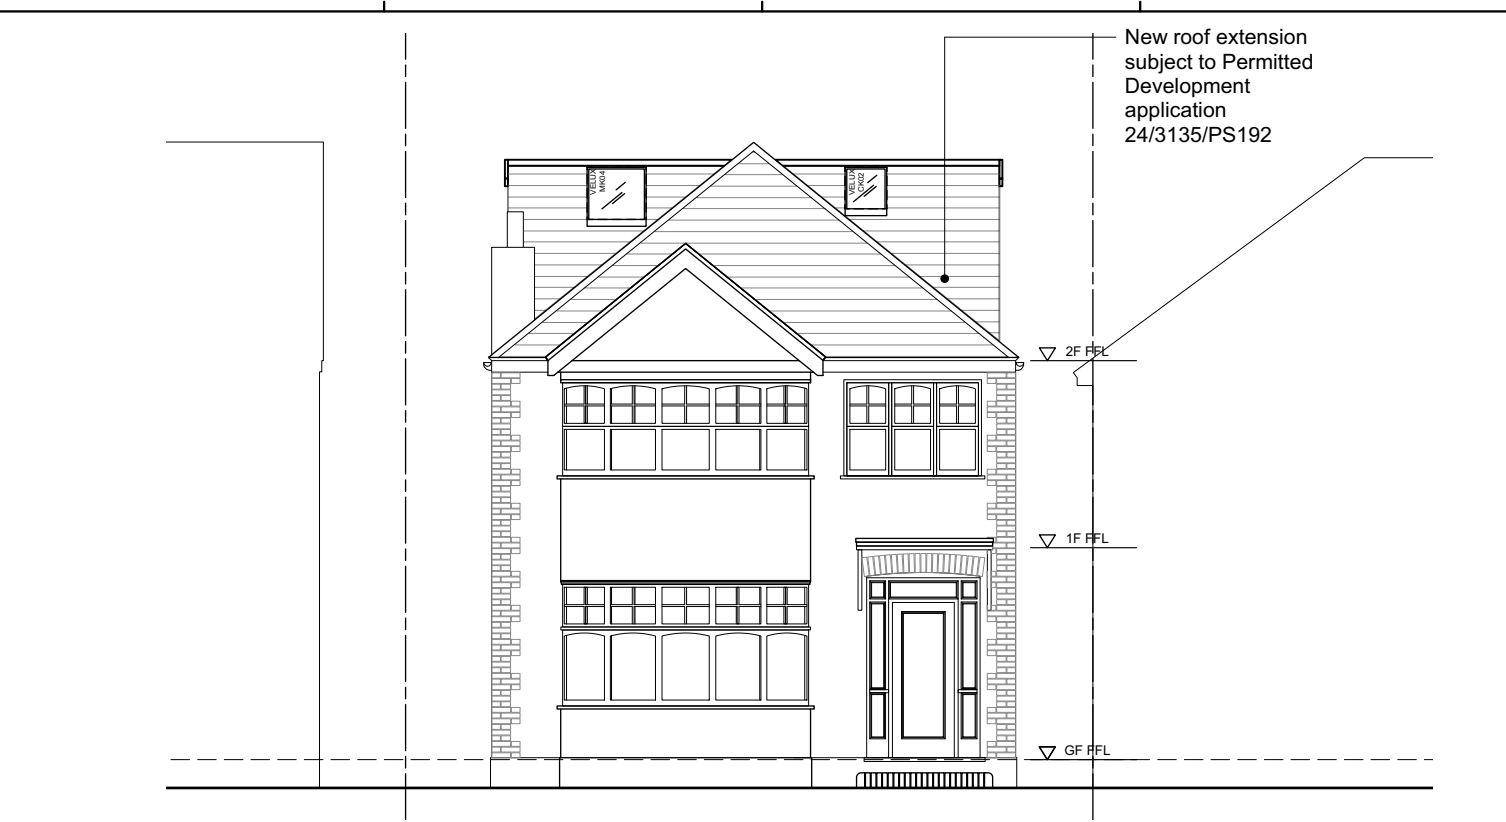 New roof extension
subject to Permitted
Development
application
24/3135/PS192
VELUX
MK04
VELUX
CK02
2F FFL
1F FFL
GF FFL